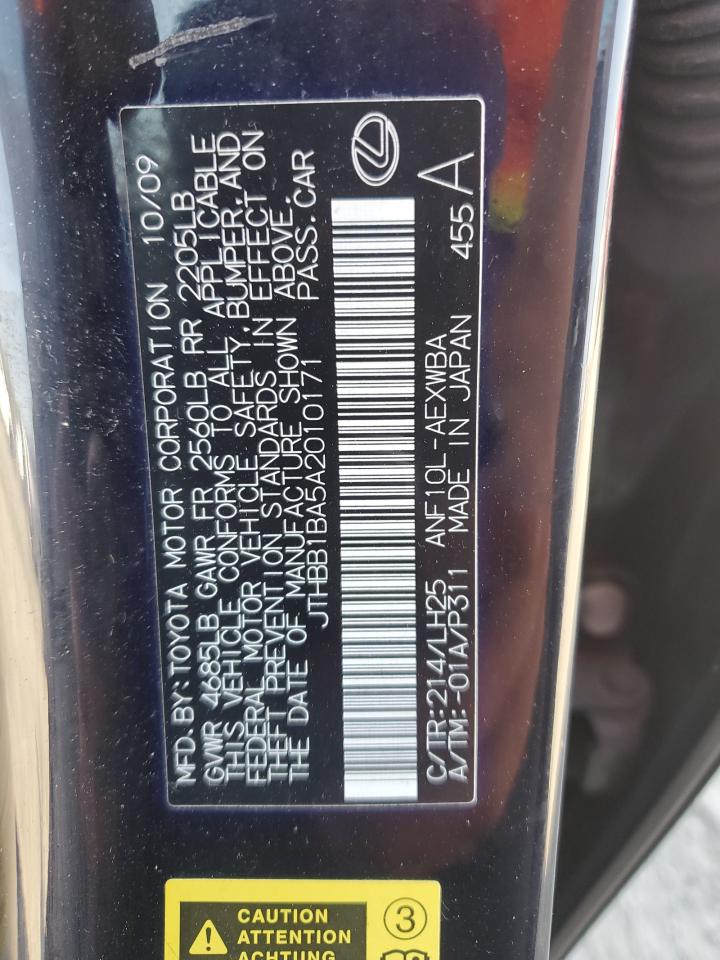 MFD.BY:TOYOTA MOTOR CORPORATION 10/09
GVWR 4685LB GAWR FR 2560LB RR 2205LB
THIS VEHICLE CONFORMS TO ALL APPLICABLE
FEDERAL MOTOR VEHICLE SAFETY,BUMPER,AND
THEFT PREVENTION STANDARDS IN EFFECT ON
THE DATE OF MANUFACTURE SHOWN ABOVE.
JTHBB1BA5A2010171 PASS.CAR
C/TR:214/LH25 ANF10L-AEXWBA 455 A
A/TM:-01A/P311 MADE IN JAPAN
CAUTION
ATTENTION
ACHTUNG
3